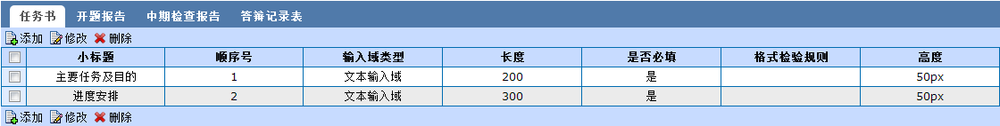 任务书 开题报告 中期检查报告 答辩记录表
添加 修改 删除
小标题 顺序号 输入域类型 长度 是否必填 格式检验规则 高度
主要任务及目的 1 文本输入域 200 是 50px
进度安排 2 文本输入域 300 是 50px
添加 修改 删除